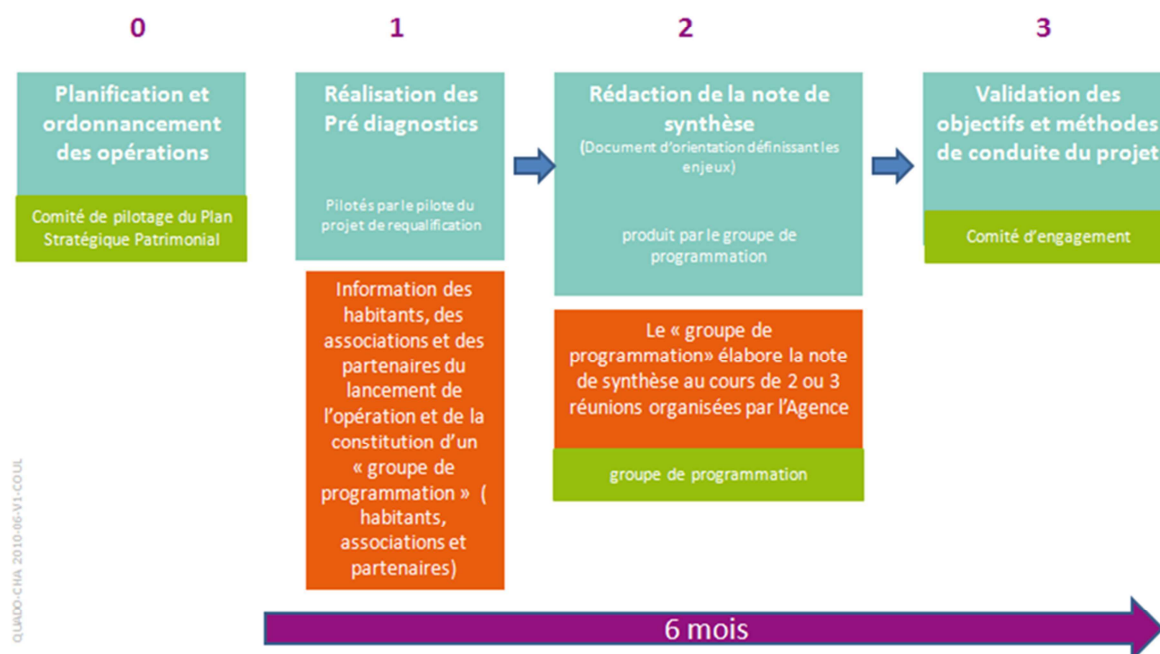 0
1
2
3
Planification et
ordonnancement
des opérations
Comité de pilotage du Plan
Stratégique Patrimonial
Réalisation des
Pré diagnostics
Pilotés par le pilote du
projet de requalification
Information des
habitants, des
associations et des
partenaires du
lancement de
l'opération et de la
constitution d'un
« groupe de
programmation » (
habitants,
associations et
partenaires)
Rédaction de la note de
synthèse
(Document d'orientation définissant les
enjeux)
produit par le groupe de
programmation
Le « groupe de
programmation» élabore la note
de synthèse au cours de 2 ou 3
réunions organisées par l'Agence
groupe de programmation
Validation des
objectifs et méthodes
de conduite du projet
Comité d'engagement
6 mois
QUADO-CHA 2010-06-V1-COUL